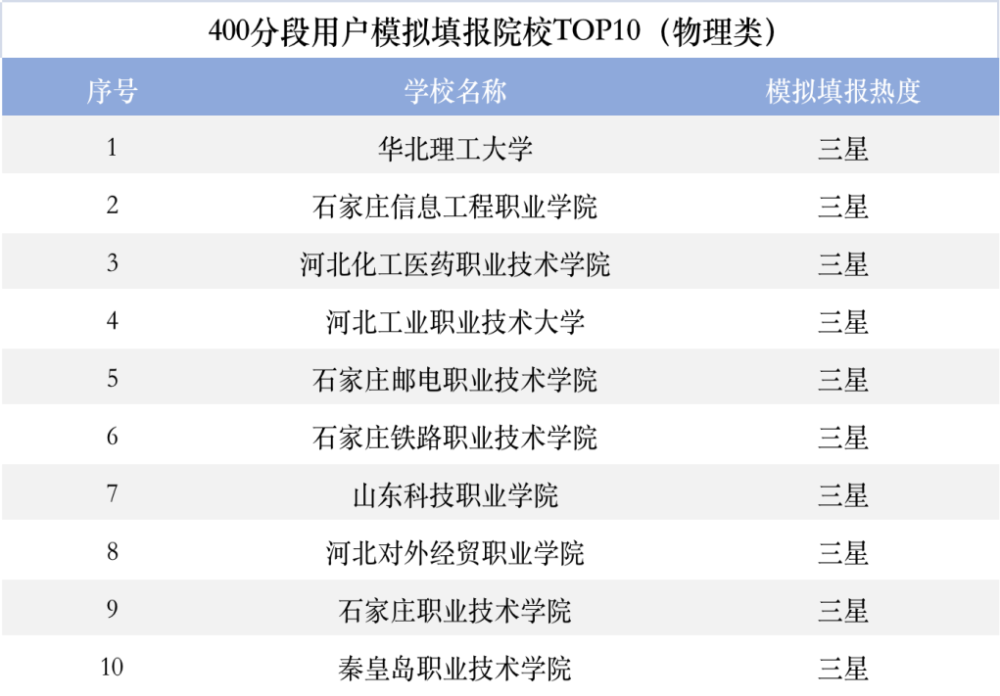 400分段用户模拟填报院校TOP10（物理类）
序号 学校名称 模拟填报热度
1 华北理工大学 三星
2 石家庄信息工程职业学院 三星
3 河北化工医药职业技术学院 三星
4 河北工业职业技术大学 三星
5 石家庄邮电职业技术学院 三星
6 石家庄铁路职业技术学院 三星
7 山东科技职业学院 三星
8 河北对外经贸职业学院 三星
9 石家庄职业技术学院 三星
10 秦皇岛职业技术学院 三星